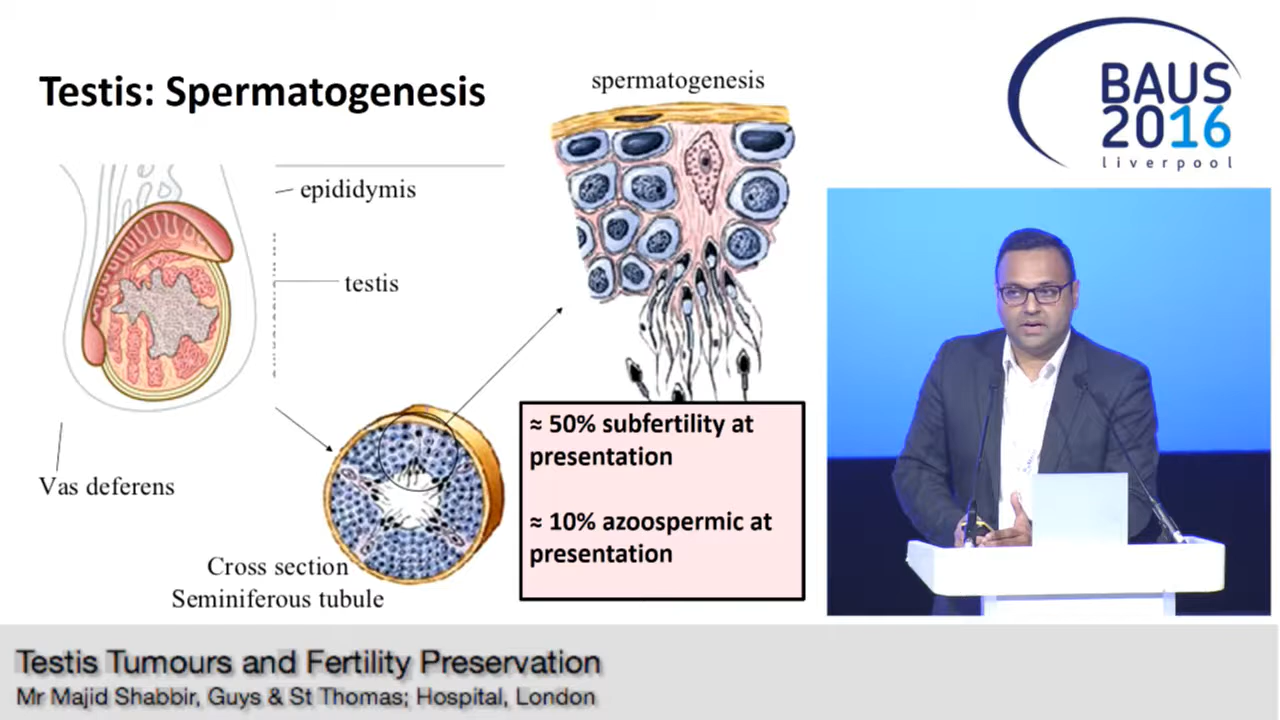 Testis: Spermatogenesis
spermatogenesis
BAUS
2016
liverpool
epididymis
testis
Vas deferens
Cross section
Seminiferous tubule
≈ 50% subfertility at
presentation
≈ 10% azoospermic at
presentation
Testis Tumours and Fertility Preservation
Mr Majid Shabbir, Guys & St Thomas; Hospital, London